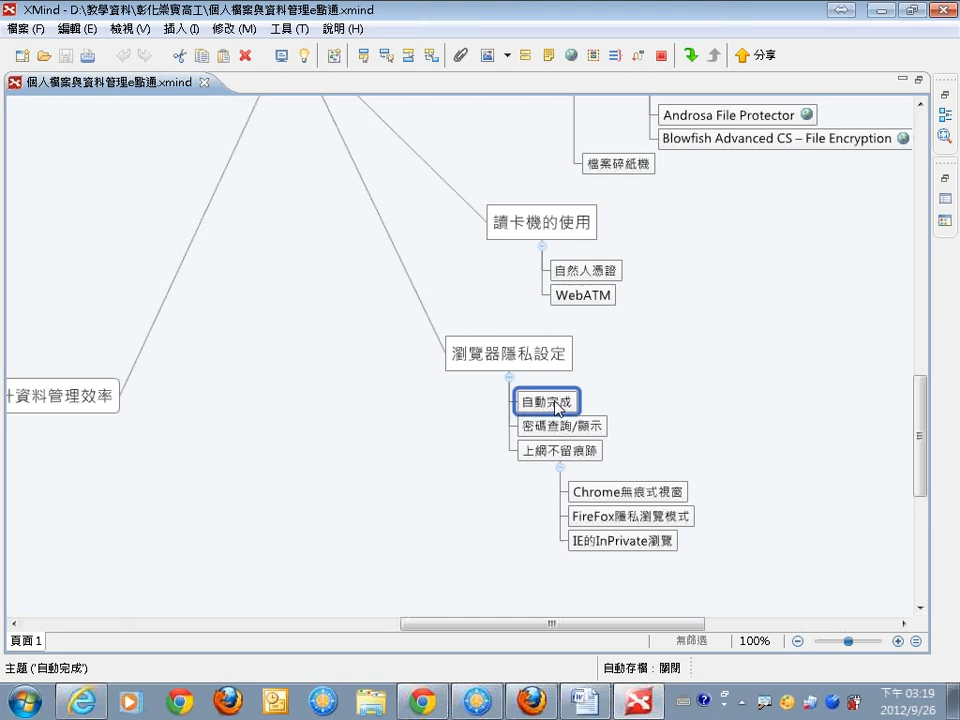 XMind - D:\教學資料\彰化崇實高工\個人檔案與資料管理e點通.xmind
檔案 (F) 編輯 (E) 檢視 (V) 插入 (I) 修改 (M) 工具 (T) 說明 (H)
分享
個人檔案與資料管理e點通.xmind
Androsa File Protector
Blowfish Advanced CS – File Encryption
檔案碎紙機
讀卡機的使用
自然人憑證
WebATM
瀏覽器隱私設定
資料管理效率
自動完成
密碼查詢/顯示
上網不留痕跡
Chrome無痕式視窗
FireFox隱私瀏覽模式
IE的InPrivate瀏覽
頁面 1
無篩選
100%
主題 ('自動完成')
自動存檔：關閉
下午 03:19
2012/9/26